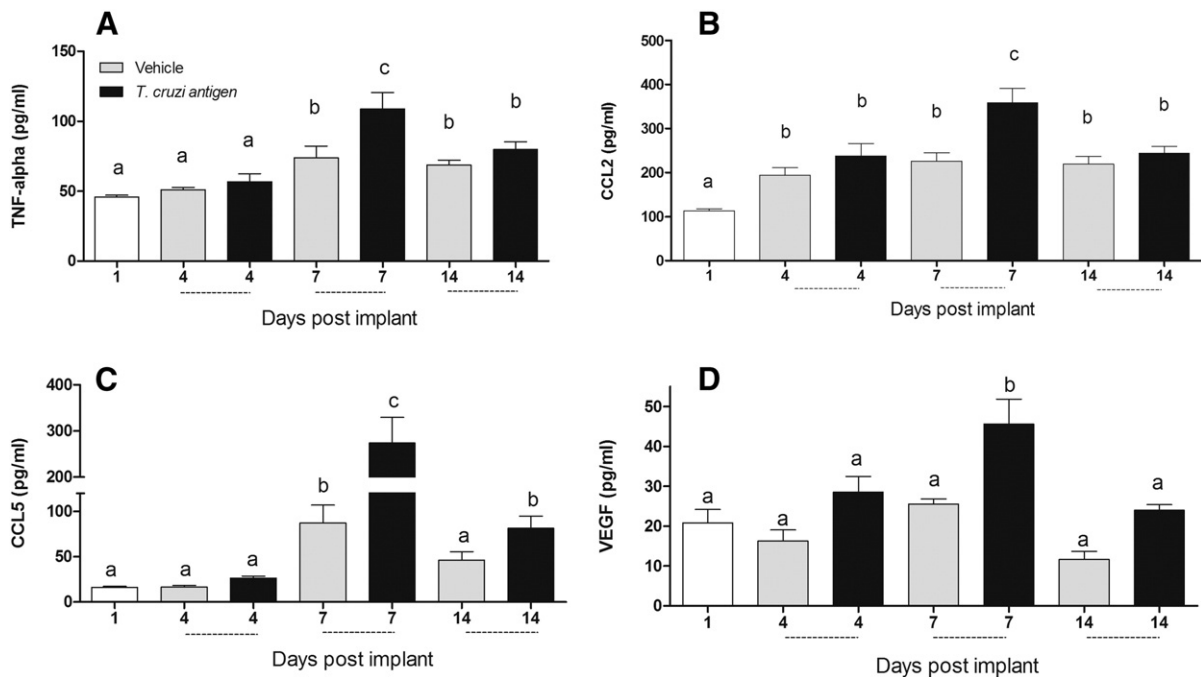 A
TNF-alpha (pg/ml)
150
100
50
0
Vehicle
T. cruzi antigen
a
a
a
b
c
b
b
1 4 4 7 7 14 14
Days post implant
B
CCL2 (pg/ml)
500
400
300
200
100
0
a
b
b
b
c
b
b
1 4 4 7 7 14 14
Days post implant
C
CCL5 (pg/ml)
400
300
200
100
50
0
a
a
a
b
c
a
b
1 4 4 7 7 14 14
Days post implant
D
VEGF (pg/ml)
50
40
30
20
10
0
a
a
a
a
b
a
a
1 4 4 7 7 14 14
Days post implant